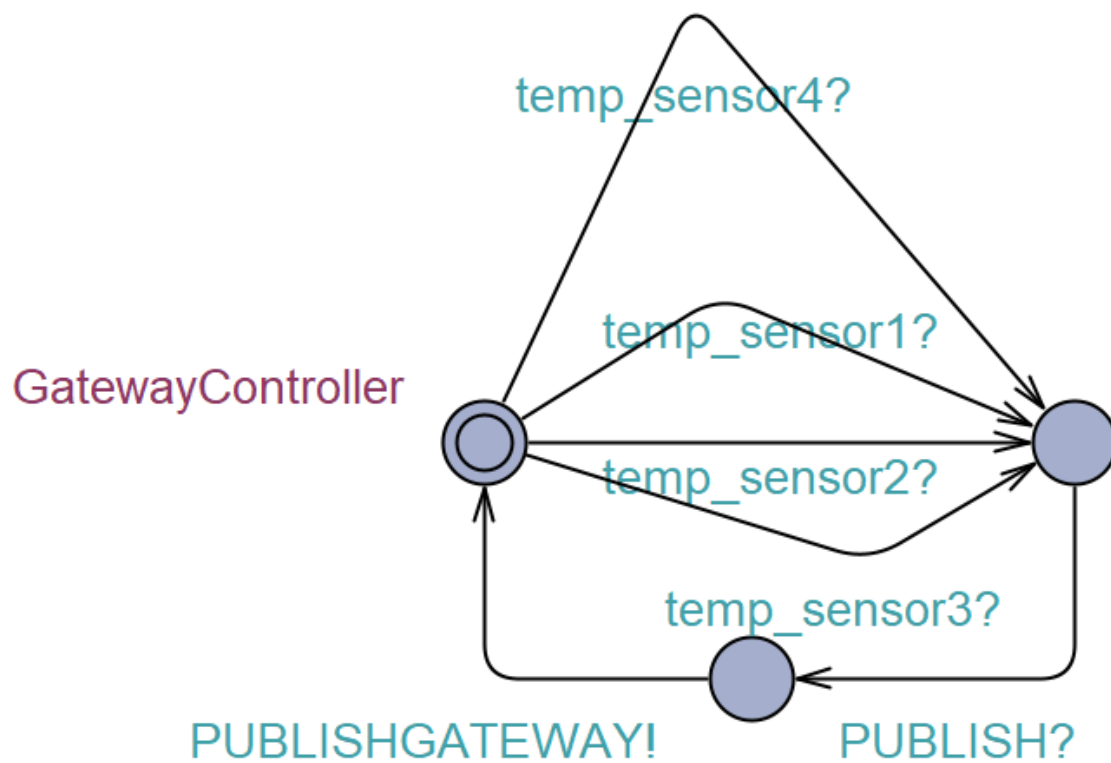 temp_sensor4?
temp_sensor1?
GatewayController
temp_sensor2?
temp_sensor3?
PUBLISHGATEWAY!
PUBLISH?